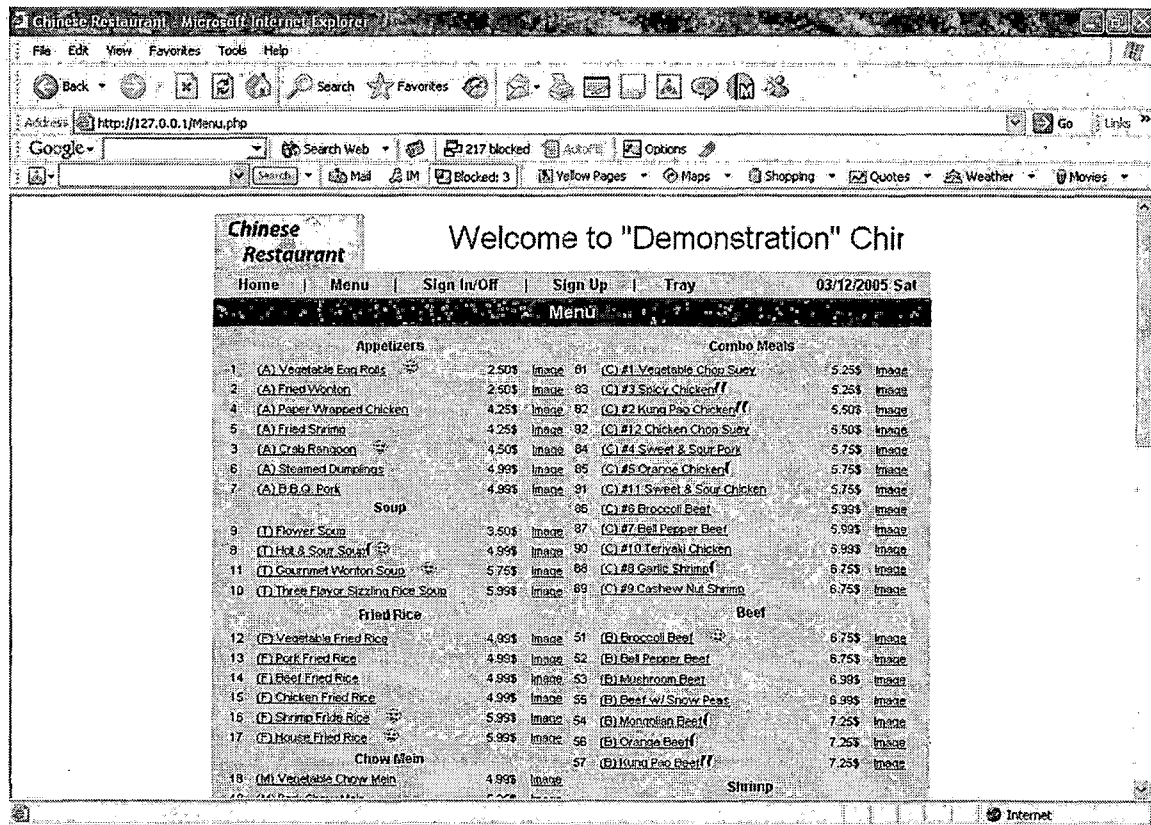 Chinese Restaurant - Microsoft Internet Explorer
File Edit View Favorites Tools Help
Back Search Favorites
Address http://127.0.0.1/Menu.php Go Links »
Google Search Web 217 blocked AutoFill Options
Search Mail IM Blocked: 3 Yellow Pages Maps Shopping Quotes Weather Movies
Chinese
Restaurant
Welcome to "Demonstration" Chir
Home | Menu | Sign In/Off | Sign Up | Tray 03/12/2005 Sat
Menu
Appetizers
1 (A) Vegetable Egg Rolls 2.50$ Image
2 (A) Fried Wonton 2.50$ Image
4 (A) Paper Wrapped Chicken 4.25$ Image
5 (A) Fried Shrimp 4.25$ Image
3 (A) Crab Rangoon 4.50$ Image
6 (A) Steamed Dumplings 4.99$ Image
7 (A) B.B.Q. Pork 4.99$ Image
Soup
9 (T) Flower Soup 3.50$ Image
8 (T) Hot & Sour Soup 4.99$ Image
11 (T) Gourmet Wonton Soup 5.75$ Image
10 (T) Three Flavor Sizzling Rice Soup 5.99$ Image
Fried Rice
12 (F) Vegetable Fried Rice 4.99$ Image
13 (F) Pork Fried Rice 4.99$ Image
14 (F) Beef Fried Rice 4.99$ Image
15 (F) Chicken Fried Rice 4.99$ Image
16 (F) Shrimp Fride Rice 5.99$ Image
17 (F) House Fried Rice 5.99$ Image
Chow Mein
18 (M) Vegetable Chow Mein 4.99$ Image
Combo Meals
81 (C) #1 Vegetable Chop Suey 5.25$ Image
83 (C) #3 Spicy Chicken 5.25$ Image
82 (C) #2 Kung Pao Chicken 5.50$ Image
92 (C) #12 Chicken Chop Suey 5.50$ Image
84 (C) #4 Sweet & Sour Pork 5.75$ Image
85 (C) #5 Orange Chicken 5.75$ Image
91 (C) #11 Sweet & Sour Chicken 5.75$ Image
86 (C) #6 Broccoli Beef 5.99$ Image
87 (C) #7 Bell Pepper Beef 5.99$ Image
90 (C) #10 Teriyaki Chicken 5.99$ Image
88 (C) #8 Garlic Shrimp 6.75$ Image
89 (C) #9 Cashew Nut Shrimp 6.75$ Image
Beef
51 (B) Broccoli Beef 6.75$ Image
52 (B) Bell Pepper Beef 6.75$ Image
53 (B) Mushroom Beef 6.99$ Image
55 (B) Beef w/ Snow Peas 6.99$ Image
54 (B) Mongolian Beef 7.25$ Image
56 (B) Orange Beef 7.25$ Image
57 (B) Kung Pao Beef 7.25$ Image
Shrimp
Internet